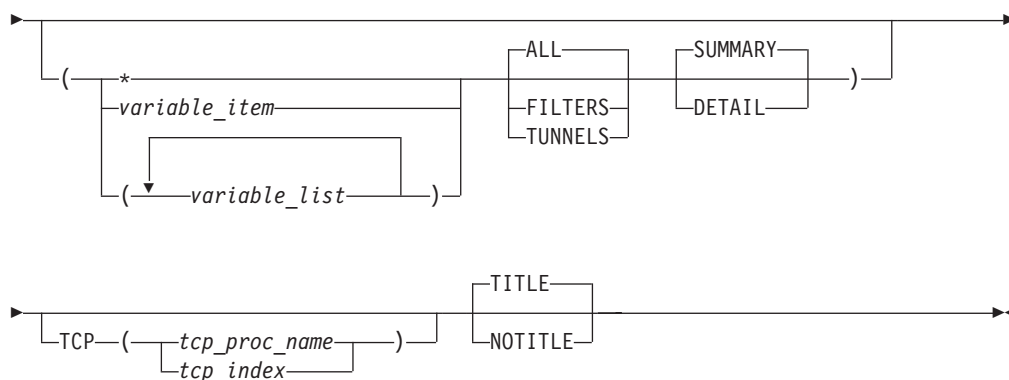 ALL SUMMARY
( * )
variable_item FILTERS DETAIL
TUNNELS
( variable_list )
TITLE
TCP ( tcp_proc_name ) NOTITLE
tcp_index